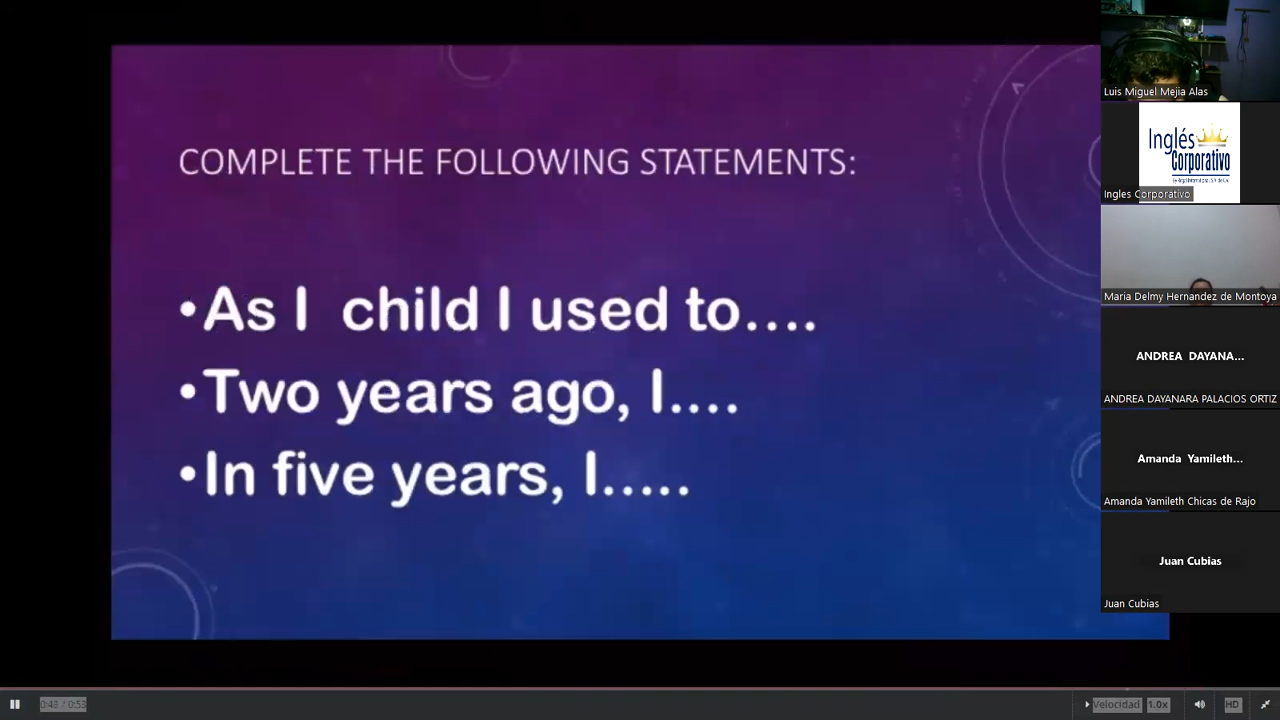 COMPLETE THE FOLLOWING STATEMENTS:
•As I child I used to....
•Two years ago, I....
•In five years, I.....
Luis Miguel Mejia Alas
Inglés
Corporativo
Ingles Corporativo
Maria Delmy Hernandez de Montoya
ANDREA DAYANA...
ANDREA DAYANARA PALACIOS ORTIZ
Amanda Yamileth...
Amanda Yamileth Chicas de Rajo
Juan Cubias
Juan Cubias
0:43 / 0:53
Velocidad 1.0x
HD